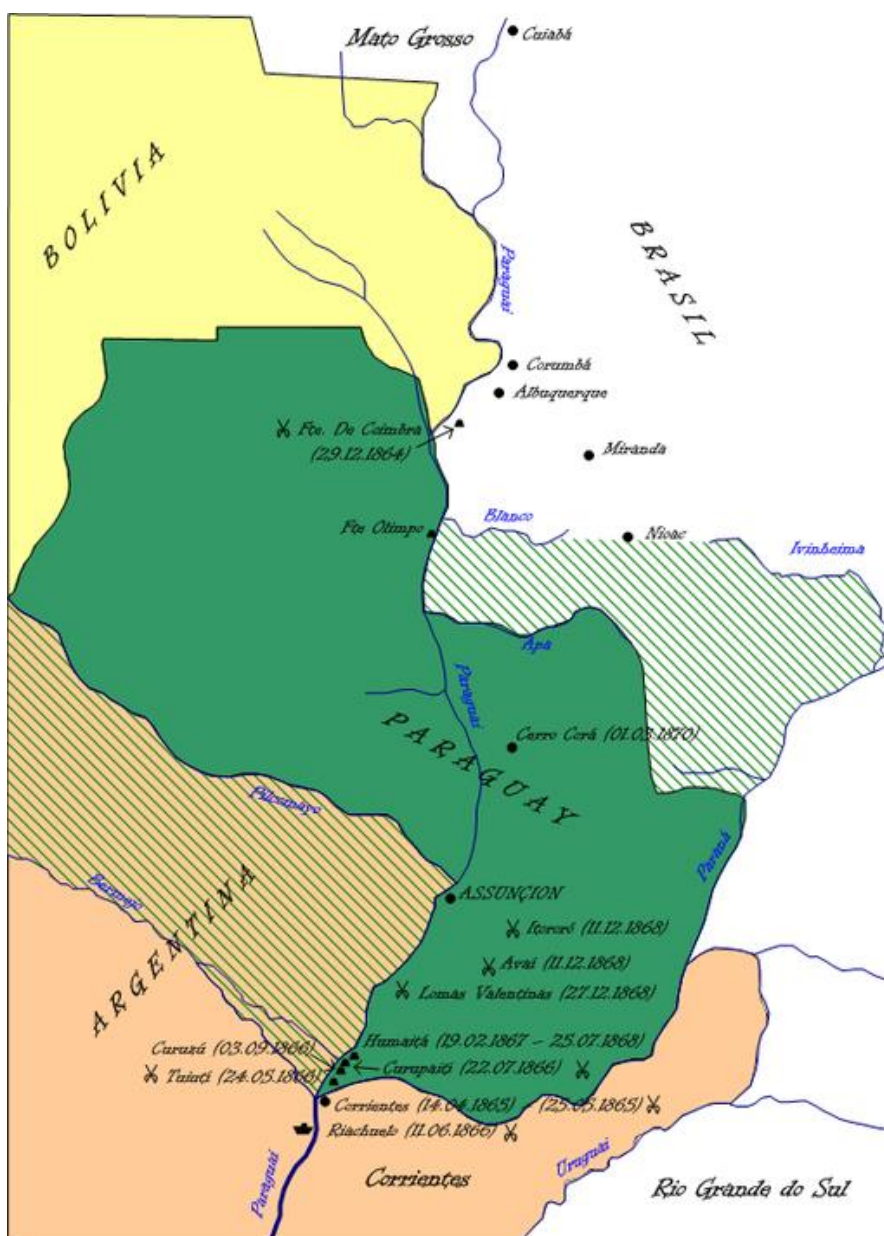 Mato Grosso
Cuiabá
BOLIVIA
BRASIL
Paraguai
Corumbá
Albuquerque
Fte. De Coimbra
(29.12.1864)
Miranda
Fte Olimpo
Blanco
Nioac
Ivinheima
Apa
Paraguai
PARAGUAY
Cerro Corá (01.03.1870)
Pilcomayo
Paraná
Bermejo
ARGENTINA
ASSUNÇION
Itororó (11.12.1868)
Avai (11.12.1868)
Lomas Valentinas (27.12.1868)
Humaitá (19.02.1867 – 25.07.1868)
Curuzú (03.09.1866)
Curupaiti (22.07.1866)
Tuiuti (24.05.1866)
Corrientes (14.04.1865) – (25.05.1865)
Riachuelo (11.06.1866)
Paraguai
Corrientes
Uruguai
Rio Grande do Sul